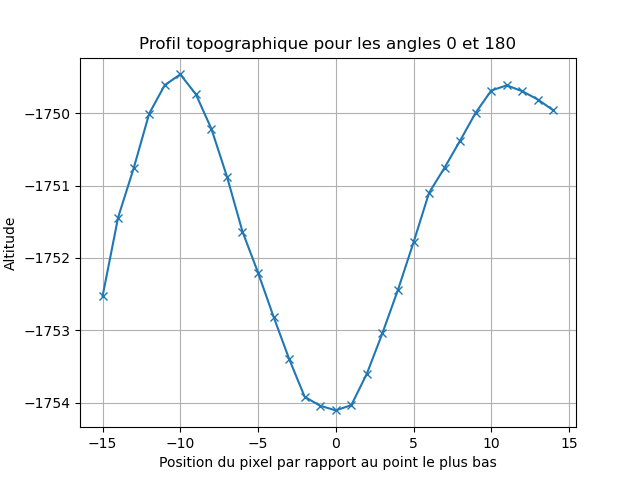 Profil topographique pour les angles 0 et 180
−1750
−1751
−1752
−1753
−1754
Altitude
−15 −10 −5 0 5 10 15
Position du pixel par rapport au point le plus bas